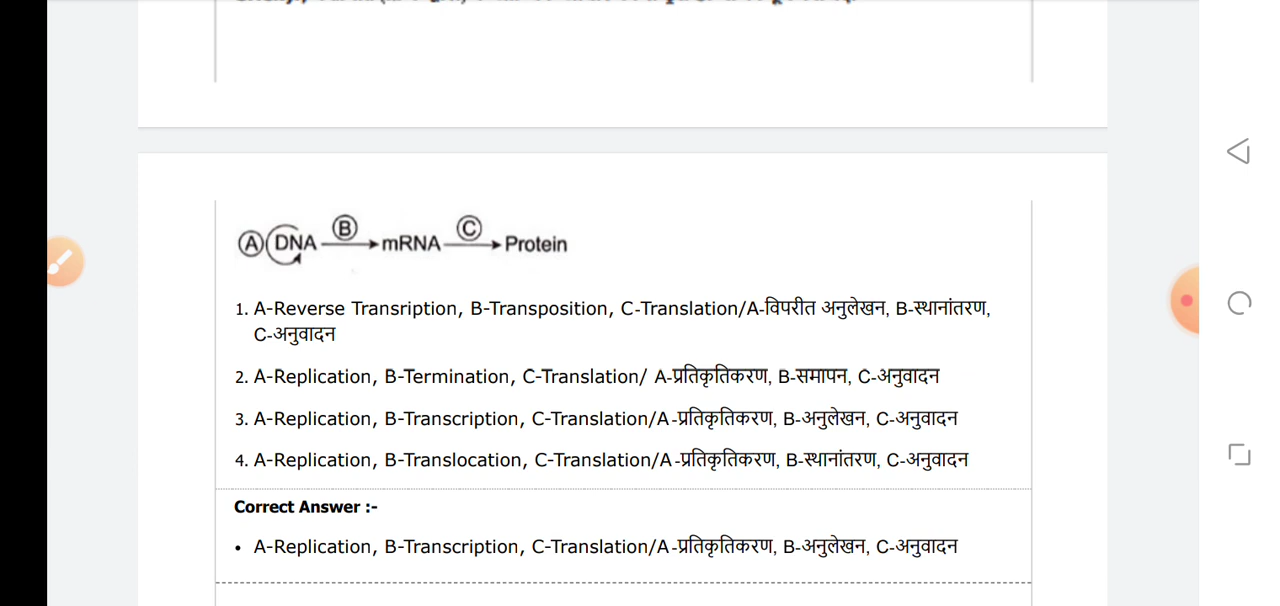 A DNA B mRNA C Protein
1. A-Reverse Transription, B-Transposition, C-Translation/A-विपरीत अनुलेखन, B-स्थानांतरण,
C-अनुवादन
2. A-Replication, B-Termination, C-Translation/ A-प्रतिकृतिकरण, B-समापन, C-अनुवादन
3. A-Replication, B-Transcription, C-Translation/A-प्रतिकृतिकरण, B-अनुलेखन, C-अनुवादन
4. A-Replication, B-Translocation, C-Translation/A-प्रतिकृतिकरण, B-स्थानांतरण, C-अनुवादन
Correct Answer :-
• A-Replication, B-Transcription, C-Translation/A-प्रतिकृतिकरण, B-अनुलेखन, C-अनुवादन